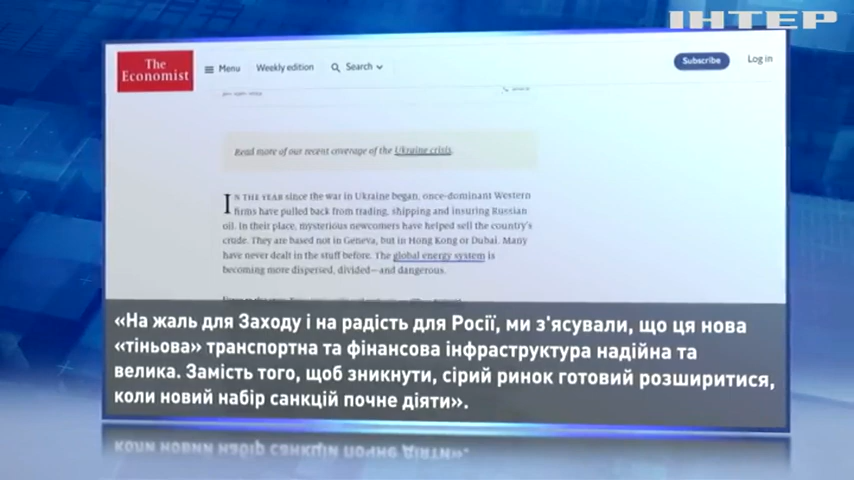 ІНТЕР
The
Economist
Menu
Weekly edition
Search
Subscribe
Log in
Read more of our recent coverage of the Ukraine crisis.
IN THE YEAR since the war in Ukraine began, once-dominant Western
firms have pulled back from trading, shipping and insuring Russian
oil. In their place, mysterious newcomers have helped sell the country's
crude. They are based not in Geneva, but in Hong Kong or Dubai. Many
have never dealt in the stuff before. The global energy system is
becoming more dispersed, divided—and dangerous.
«На жаль для Заходу і на радість для Росії, ми з'ясували, що ця нова
«тіньова» транспортна та фінансова інфраструктура надійна та
велика. Замість того, щоб зникнути, сірий ринок готовий розширитися,
коли новий набір санкцій почне діяти».